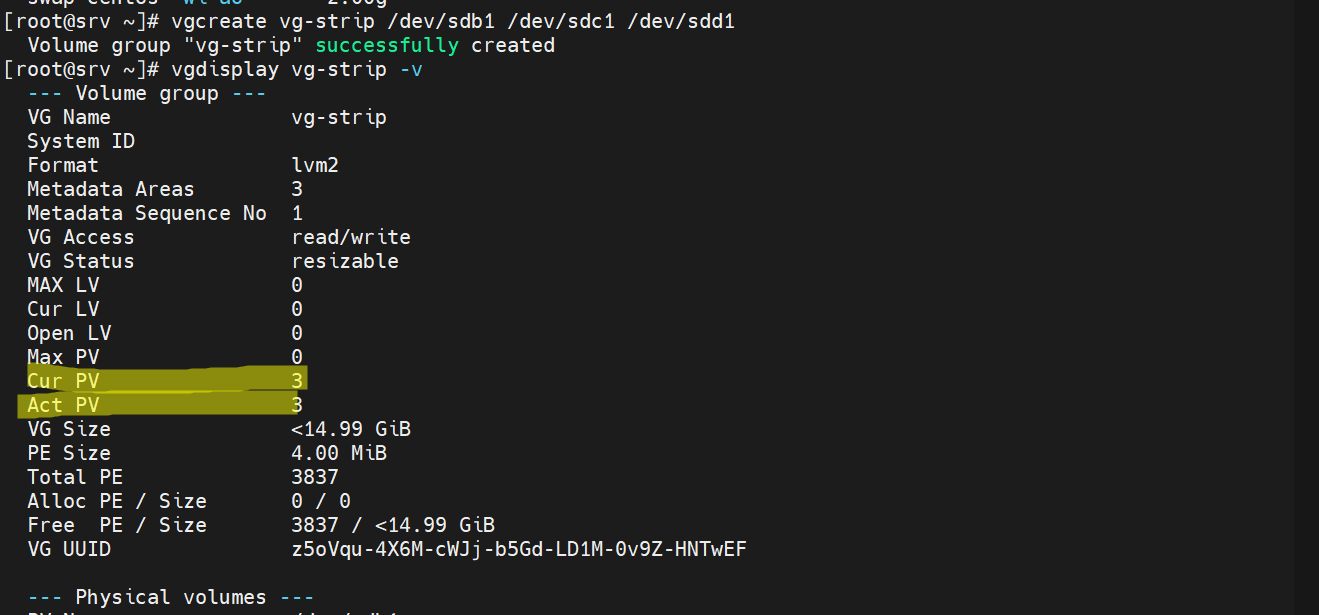 swap centos -wi-ao ---- 2.00g
[root@srv ~]# vgcreate vg-strip /dev/sdb1 /dev/sdc1 /dev/sdd1
  Volume group "vg-strip" successfully created
[root@srv ~]# vgdisplay vg-strip -v
  --- Volume group ---
  VG Name               vg-strip
  System ID
  Format                lvm2
  Metadata Areas        3
  Metadata Sequence No  1
  VG Access             read/write
  VG Status             resizable
  MAX LV                0
  Cur LV                0
  Open LV               0
  Max PV                0
  Cur PV                3
  Act PV                3
  VG Size               <14.99 GiB
  PE Size               4.00 MiB
  Total PE              3837
  Alloc PE / Size       0 / 0
  Free  PE / Size       3837 / <14.99 GiB
  VG UUID               z5oVqu-4X6M-cWJj-b5Gd-LD1M-0v9Z-HNTwEF
  --- Physical volumes ---